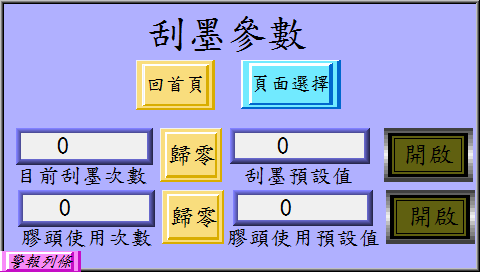 刮墨參數
回首頁 頁面選擇
0 歸零 0 開啟
目前刮墨次數 刮墨預設值
0 歸零 0 開啟
膠頭使用次數 膠頭使用預設值
警報列條